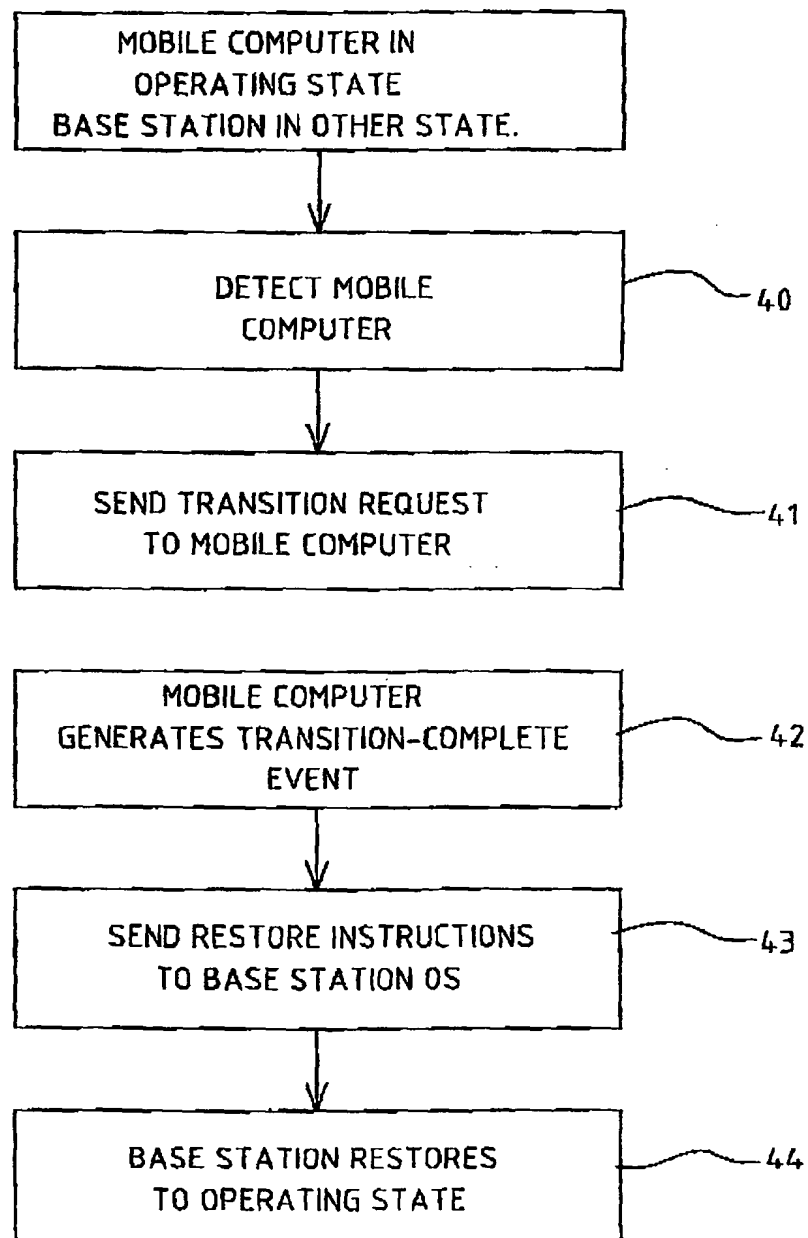 MOBILE COMPUTER IN
OPERATING STATE
BASE STATION IN OTHER STATE.
DETECT MOBILE
COMPUTER
40
SEND TRANSITION REQUEST
TO MOBILE COMPUTER
41
MOBILE COMPUTER
GENERATES TRANSITION-COMPLETE
EVENT
42
SEND RESTORE INSTRUCTIONS
TO BASE STATION OS
43
BASE STATION RESTORES
TO OPERATING STATE
44